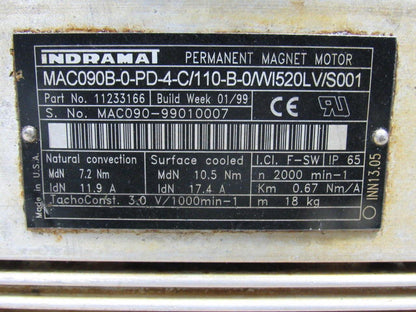 INDRAMAT PERMANENT MAGNET MOTOR
MAC090B-0-PD-4-C/110-B-0/WI520LV/S001
Part No. 11233166 Build Week 01/99
S. No. MAC090-99010007
CE RU
Natural convection Surface cooled I.Cl. F-SW IP 65
MdN 7.2 Nm MdN 10.5 Nm n 2000 min-1
IdN 11.9 A IdN 17.4 A Km 0.67 Nm/A
TachoConst. 3.0 V/1000min-1 m 18 kg
Made in U.S.A.
INN13.05